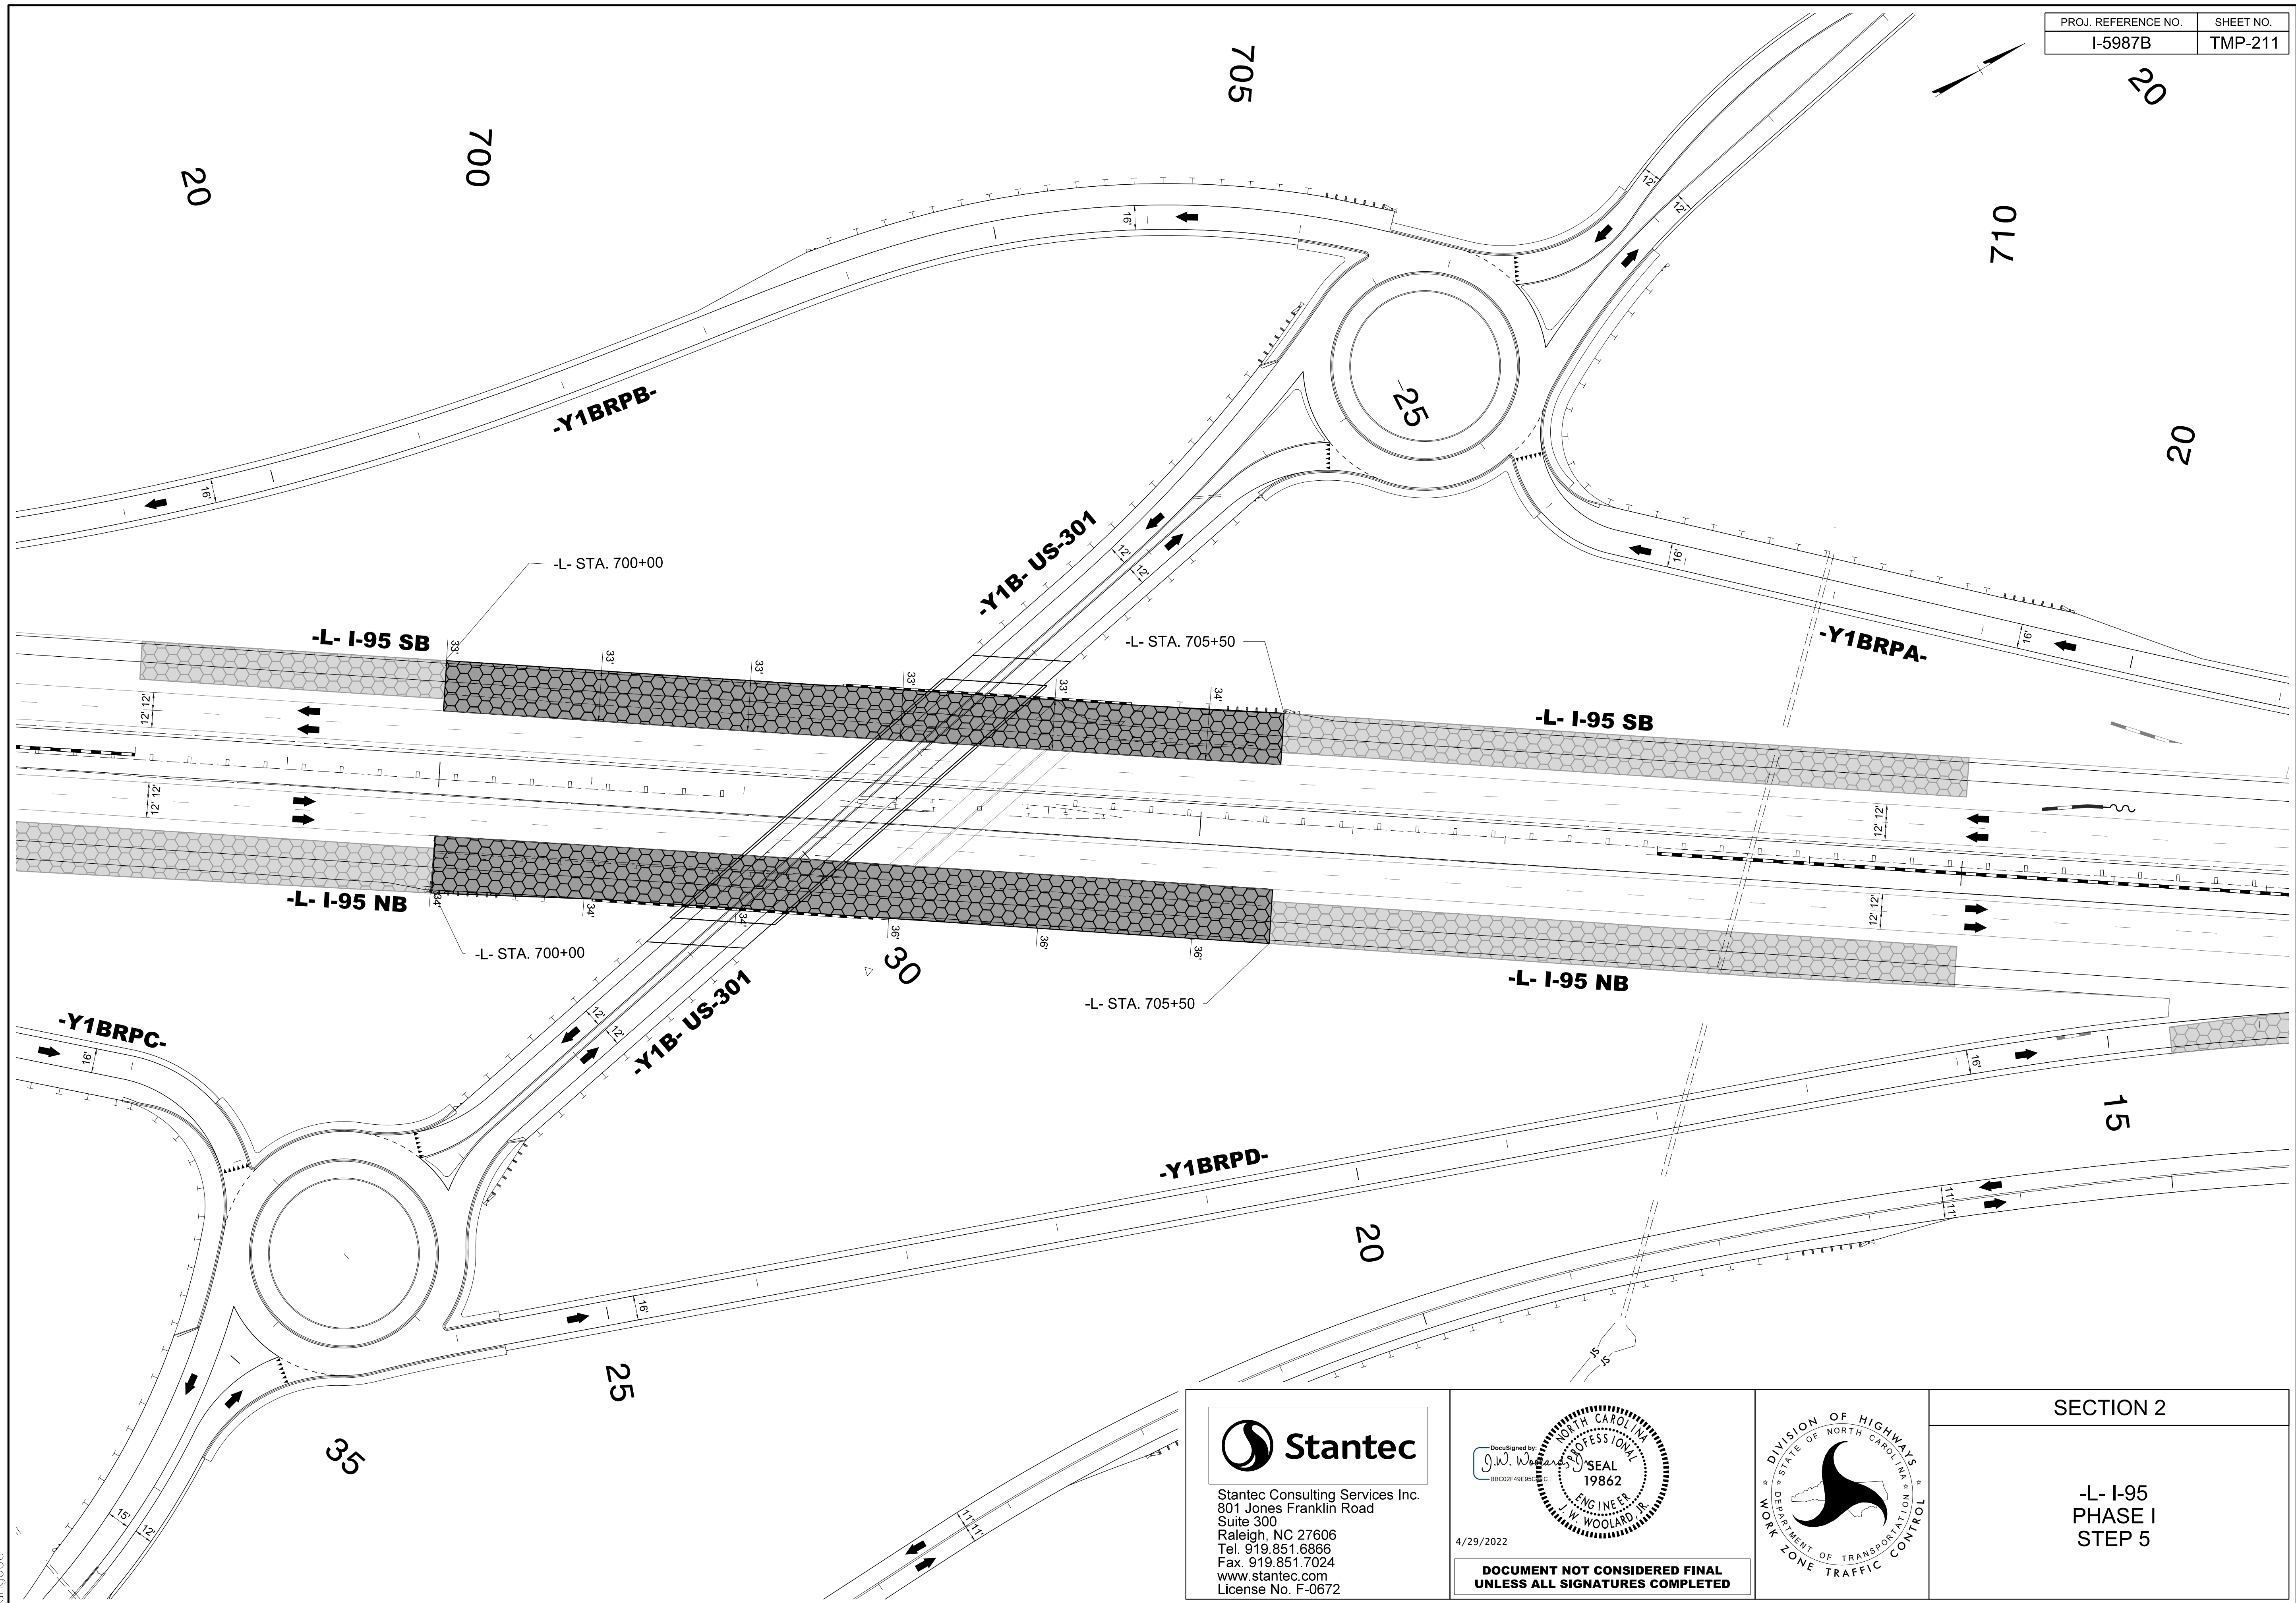 PROJ. REFERENCE NO.
SHEET NO.
I-5987B
TMP-211
20
700
705
710
20
20
12'
12'
16'
-25
-Y1BRPB-
16'
-Y1B- US-301
12'
12'
16'
16'
-Y1BRPA-
-L- STA. 700+00
-L- STA. 705+50
-L- I-95 SB
33'
33'
33'
33'
33'
34'
-L- I-95 SB
12' 12'
12' 12'
12' 12'
12' 12'
-L- I-95 NB
34'
34'
34'
36'
36'
36'
-L- I-95 NB
-L- STA. 700+00
-L- STA. 705+50
30
-Y1B- US-301
12'
12'
-Y1BRPC-
16'
16'
15
-Y1BRPD-
11' 11'
20
16'
25
35
15'
12'
11' 11'
JS
JS
Stantec
Stantec Consulting Services Inc.
801 Jones Franklin Road
Suite 300
Raleigh, NC 27606
Tel. 919.851.6866
Fax. 919.851.7024
www.stantec.com
License No. F-0672
DocuSigned by:
J.W. Woolard, Jr.
NORTH CAROLINA
PROFESSIONAL
SEAL
19862
ENGINEER
J. W. WOOLARD, JR.
4/29/2022
DOCUMENT NOT CONSIDERED FINAL
UNLESS ALL SIGNATURES COMPLETED
DIVISION OF HIGHWAYS
STATE OF NORTH CAROLINA
DEPARTMENT OF TRANSPORTATION
WORK ZONE TRAFFIC CONTROL
SECTION 2
-L- I-95
PHASE I
STEP 5